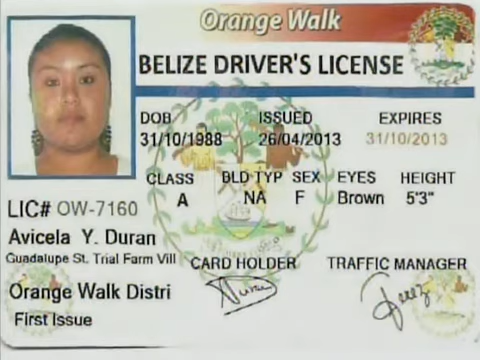 Orange Walk
BELIZE DRIVER'S LICENSE
DOB ISSUED EXPIRES
31/10/1988 26/04/2013 31/10/2013
CLASS BLD TYP SEX EYES HEIGHT
A NA F Brown 5'3"
LIC# OW-7160
Avicela Y. Duran
Guadalupe St. Trial Farm Vill
CARD HOLDER TRAFFIC MANAGER
Orange Walk Distri
First Issue